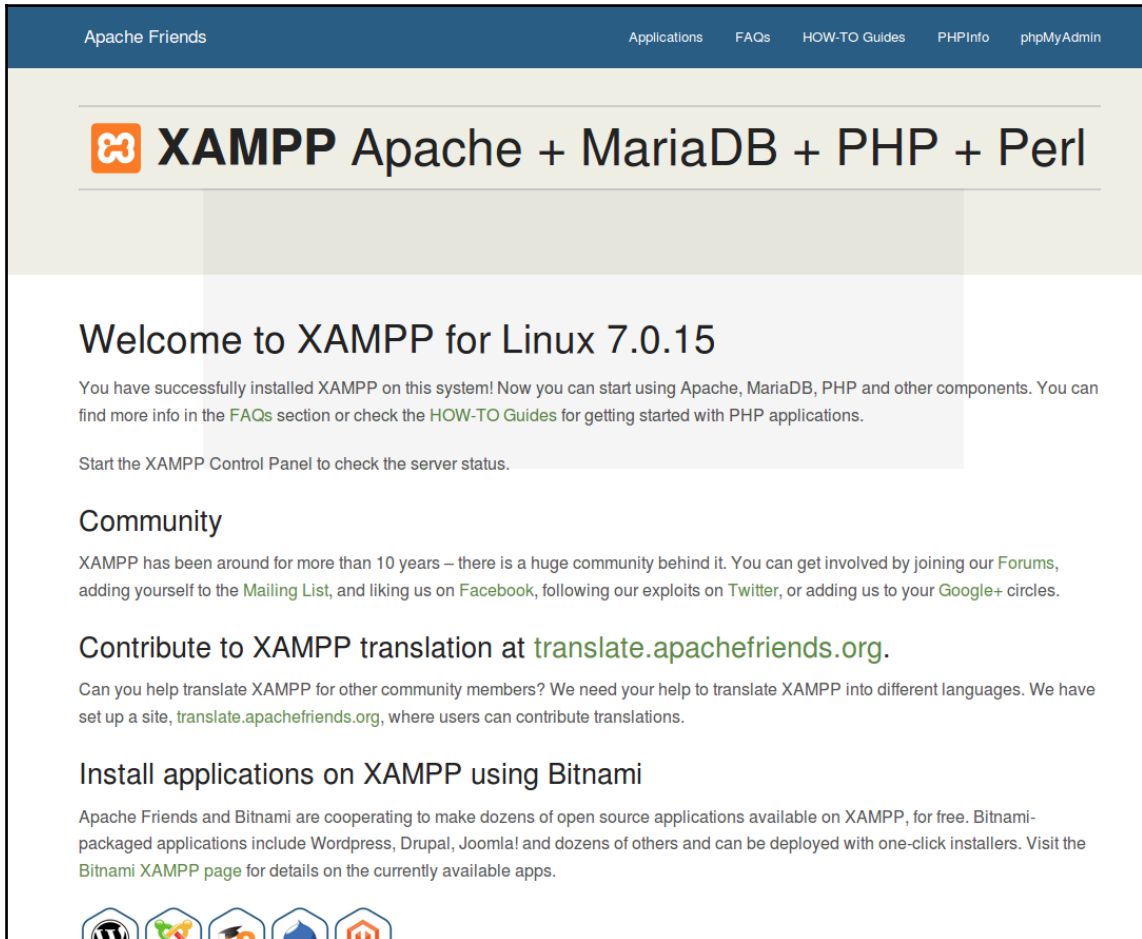 Apache Friends Applications FAQs HOW-TO Guides PHPInfo phpMyAdmin
XAMPP Apache + MariaDB + PHP + Perl
Welcome to XAMPP for Linux 7.0.15
You have successfully installed XAMPP on this system! Now you can start using Apache, MariaDB, PHP and other components. You can
find more info in the FAQs section or check the HOW-TO Guides for getting started with PHP applications.
Start the XAMPP Control Panel to check the server status.
Community
XAMPP has been around for more than 10 years – there is a huge community behind it. You can get involved by joining our Forums,
adding yourself to the Mailing List, and liking us on Facebook, following our exploits on Twitter, or adding us to your Google+ circles.
Contribute to XAMPP translation at translate.apachefriends.org.
Can you help translate XAMPP for other community members? We need your help to translate XAMPP into different languages. We have
set up a site, translate.apachefriends.org, where users can contribute translations.
Install applications on XAMPP using Bitnami
Apache Friends and Bitnami are cooperating to make dozens of open source applications available on XAMPP, for free. Bitnami-
packaged applications include Wordpress, Drupal, Joomla! and dozens of others and can be deployed with one-click installers. Visit the
Bitnami XAMPP page for details on the currently available apps.